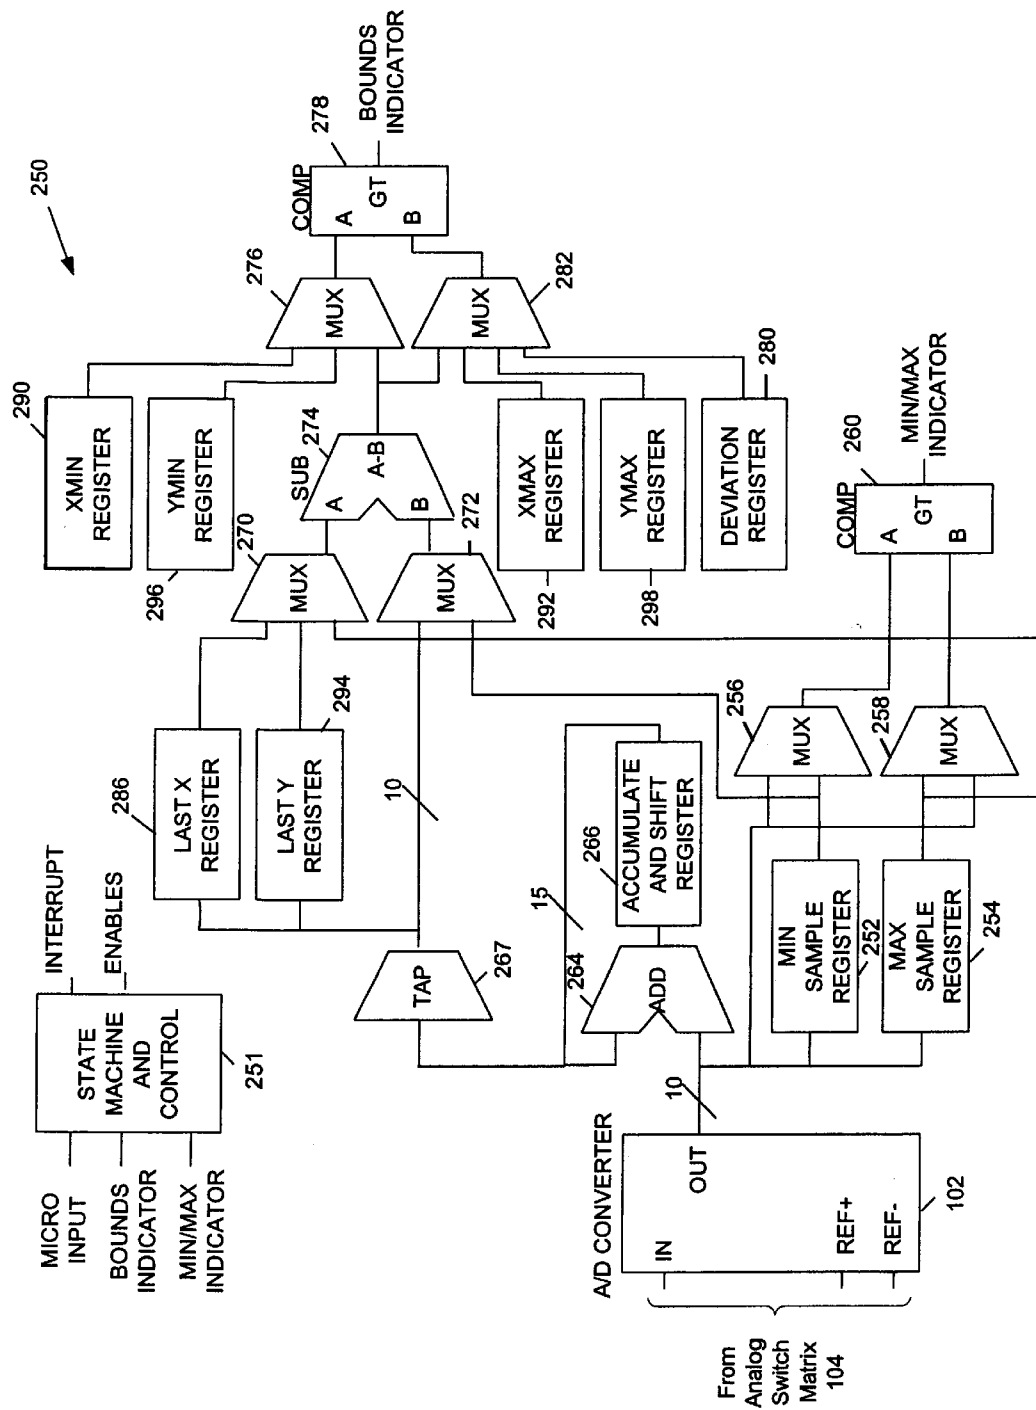 250
STATE
MACHINE
AND
CONTROL
251
MICRO
INPUT
BOUNDS
INDICATOR
MIN/MAX
INDICATOR
INTERRUPT
ENABLES
286
LAST X
REGISTER
LAST Y
REGISTER
294
270
MUX
MUX
272
290
XMIN
REGISTER
YMIN
REGISTER
296
SUB
274
A
A-B
B
276
MUX
MUX
282
COMP
278
A
GT
B
BOUNDS
INDICATOR
XMAX
REGISTER
292
YMAX
REGISTER
298
DEVIATION
REGISTER
280
10
TAP
267
15
264
ADD
266
ACCUMULATE
AND SHIFT
REGISTER
A/D CONVERTER
IN
OUT
REF+
REF-
102
10
From
Analog
Switch
Matrix
104
MIN
SAMPLE
REGISTER
252
MAX
SAMPLE
REGISTER
254
256
MUX
258
MUX
COMP
260
A
GT
B
MIN/MAX
INDICATOR